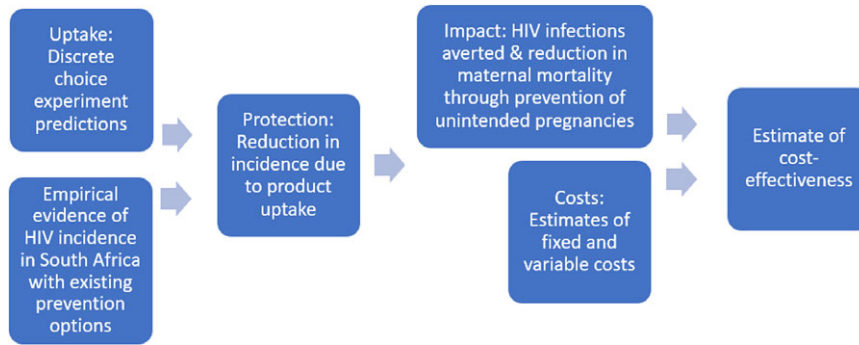 Uptake:
Discrete
choice
experiment
predictions
Empirical
evidence of
HIV incidence
in South Africa
with existing
prevention
options
Protection:
Reduction in
incidence due
to product
uptake
Impact: HIV infections
averted & reduction in
maternal mortality
through prevention of
unintended pregnancies
Costs:
Estimates of
fixed and
variable costs
Estimate of
cost-
effectiveness